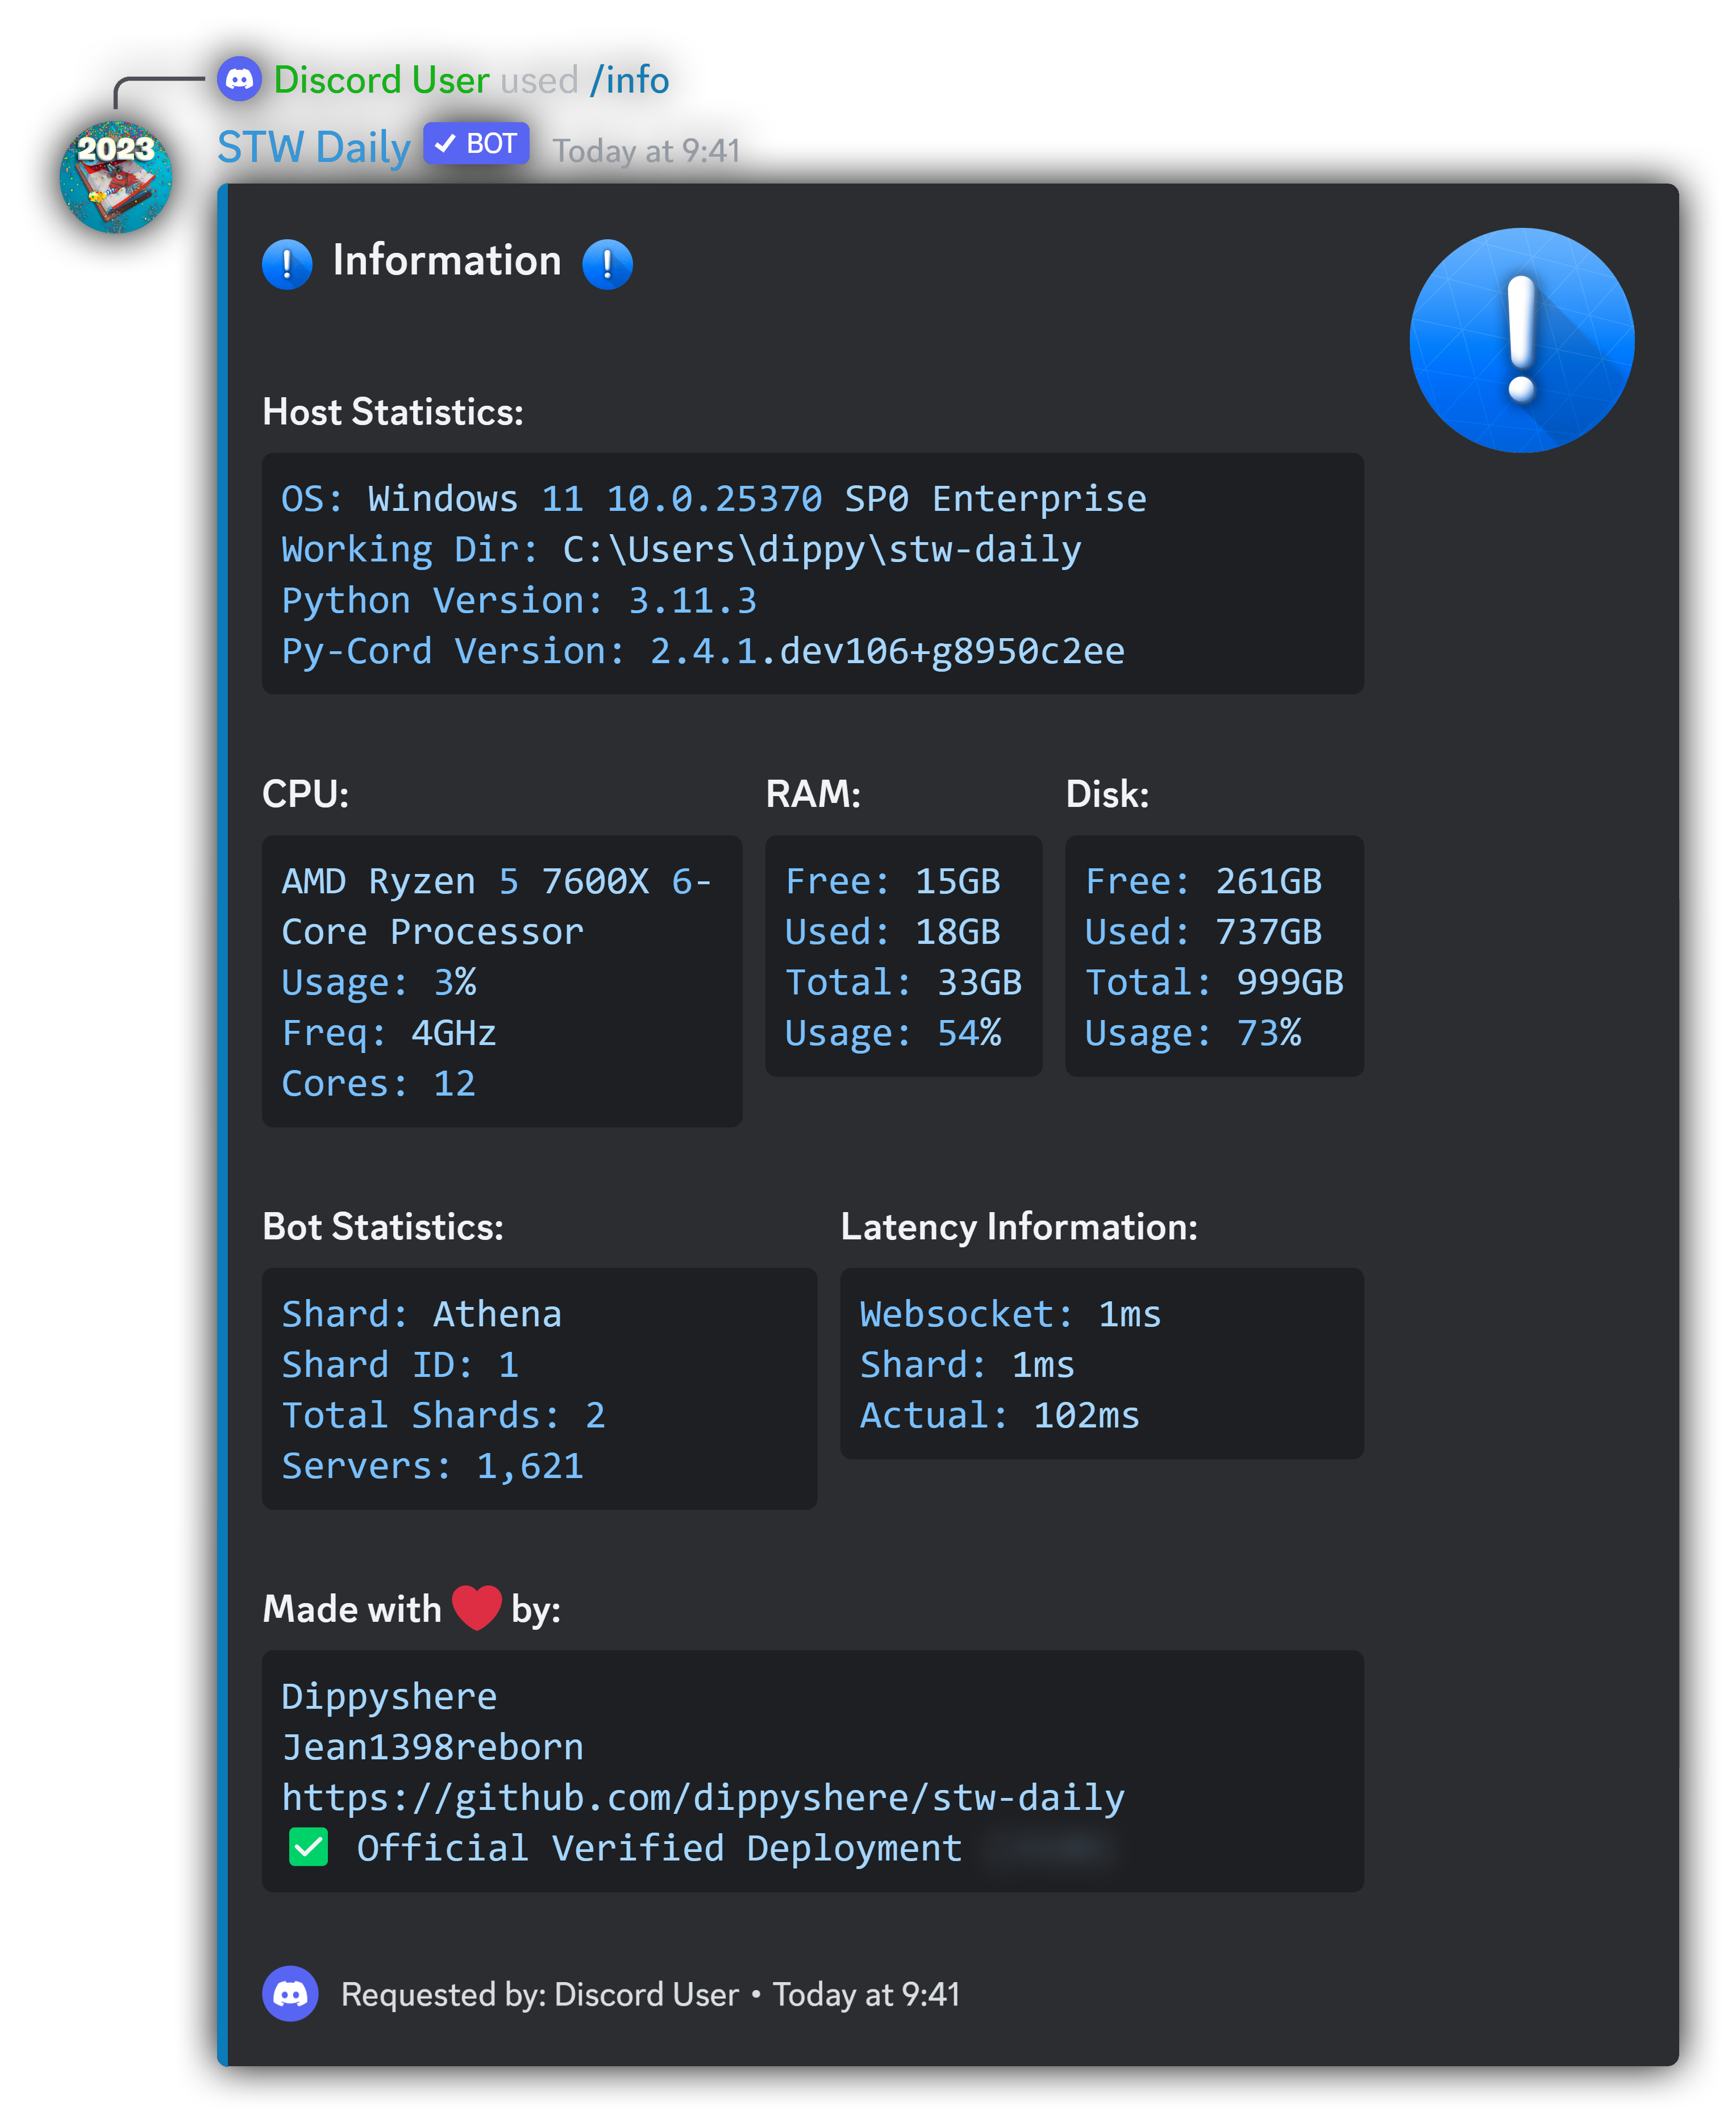 Discord User used /info
2023
STW Daily ✓ BOT Today at 9:41
Information
Host Statistics:
OS: Windows 11 10.0.25370 SP0 Enterprise
Working Dir: C:\Users\dippy\stw-daily
Python Version: 3.11.3
Py-Cord Version: 2.4.1.dev106+g8950c2ee
CPU:
AMD Ryzen 5 7600X 6-
Core Processor
Usage: 3%
Freq: 4GHz
Cores: 12
RAM:
Free: 15GB
Used: 18GB
Total: 33GB
Usage: 54%
Disk:
Free: 261GB
Used: 737GB
Total: 999GB
Usage: 73%
Bot Statistics:
Shard: Athena
Shard ID: 1
Total Shards: 2
Servers: 1,621
Latency Information:
Websocket: 1ms
Shard: 1ms
Actual: 102ms
Made with ❤ by:
Dippyshere
Jean1398reborn
https://github.com/dippyshere/stw-daily
✅ Official Verified Deployment
Requested by: Discord User • Today at 9:41